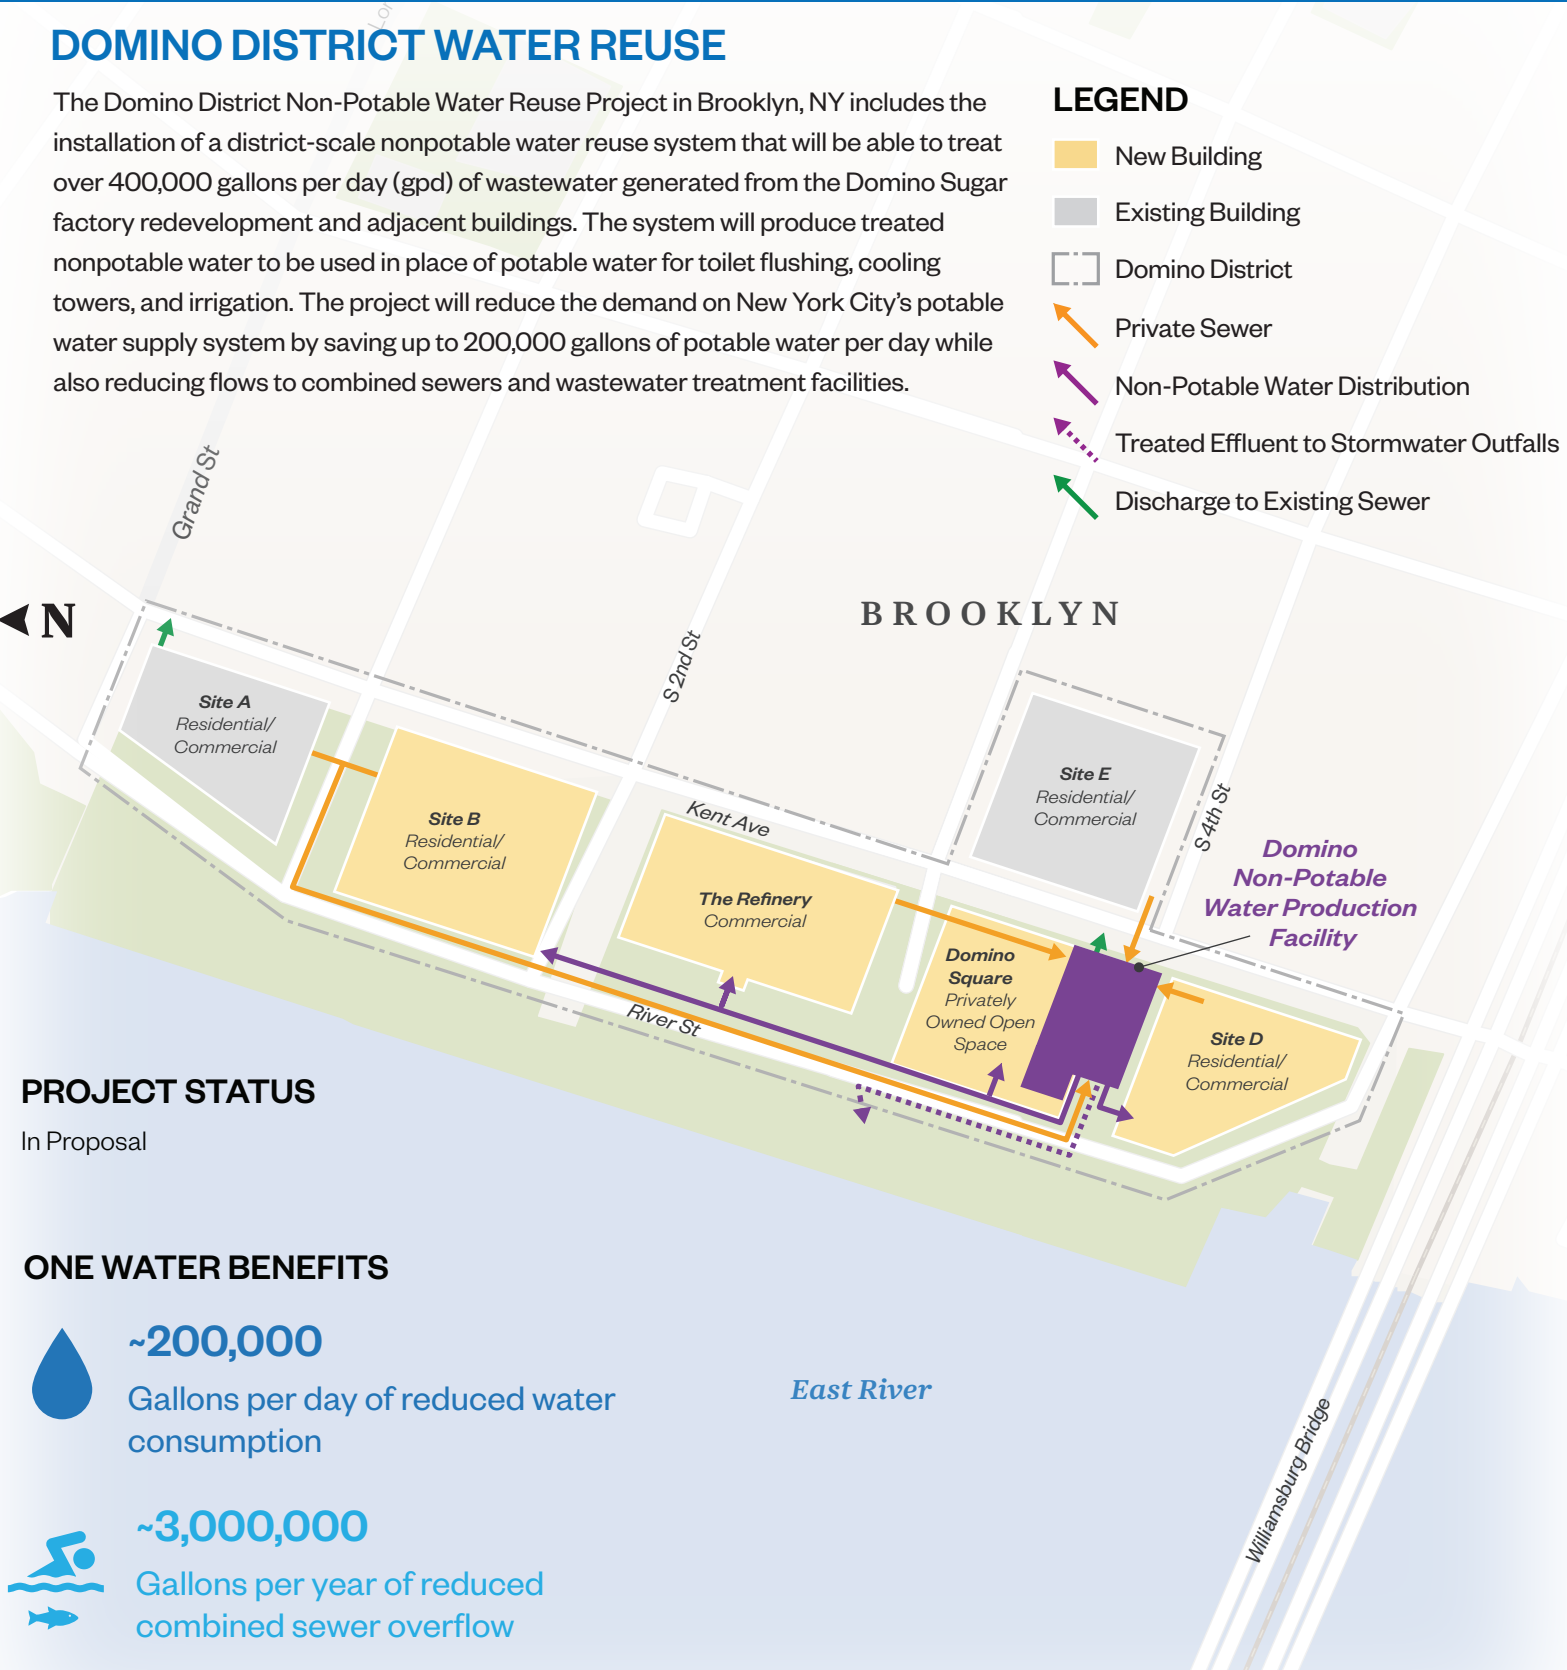 DOMINO DISTRICT WATER REUSE
The Domino District Non-Potable Water Reuse Project in Brooklyn, NY includes the
installation of a district-scale nonpotable water reuse system that will be able to treat
over 400,000 gallons per day (gpd) of wastewater generated from the Domino Sugar
factory redevelopment and adjacent buildings. The system will produce treated
nonpotable water to be used in place of potable water for toilet flushing, cooling
towers, and irrigation. The project will reduce the demand on New York City's potable
water supply system by saving up to 200,000 gallons of potable water per day while
also reducing flows to combined sewers and wastewater treatment facilities.
LEGEND
New Building
Existing Building
Domino District
Private Sewer
Non-Potable Water Distribution
Treated Effluent to Stormwater Outfalls
Discharge to Existing Sewer
Grand St
N
BROOKLYN
S 2nd St
Site A
Residential/
Commercial
Site B
Residential/
Commercial
Kent Ave
The Refinery
Commercial
Site E
Residential/
Commercial
S 4th St
Domino
Non-Potable
Water Production
Facility
Domino
Square
Privately
Owned Open
Space
River St
Site D
Residential/
Commercial
PROJECT STATUS
In Proposal
ONE WATER BENEFITS
~200,000
Gallons per day of reduced water
consumption
~3,000,000
Gallons per year of reduced
combined sewer overflow
East River
Williamsburg Bridge